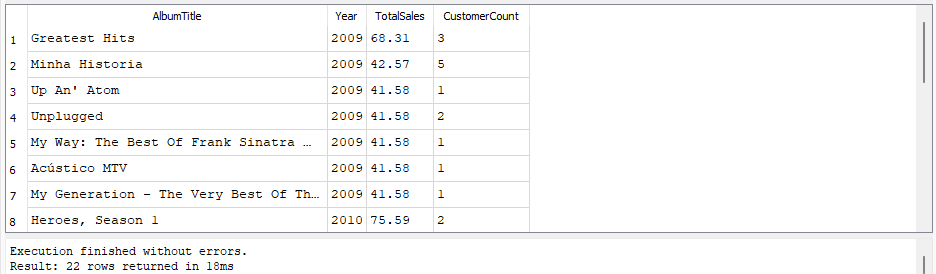 AlbumTitle Year TotalSales CustomerCount
1 Greatest Hits 2009 68.31 3
2 Minha Historia 2009 42.57 5
3 Up An' Atom 2009 41.58 1
4 Unplugged 2009 41.58 2
5 My Way: The Best Of Frank Sinatra … 2009 41.58 1
6 Acústico MTV 2009 41.58 1
7 My Generation - The Very Best Of Th… 2009 41.58 1
8 Heroes, Season 1 2010 75.59 2
Execution finished without errors.
Result: 22 rows returned in 18ms